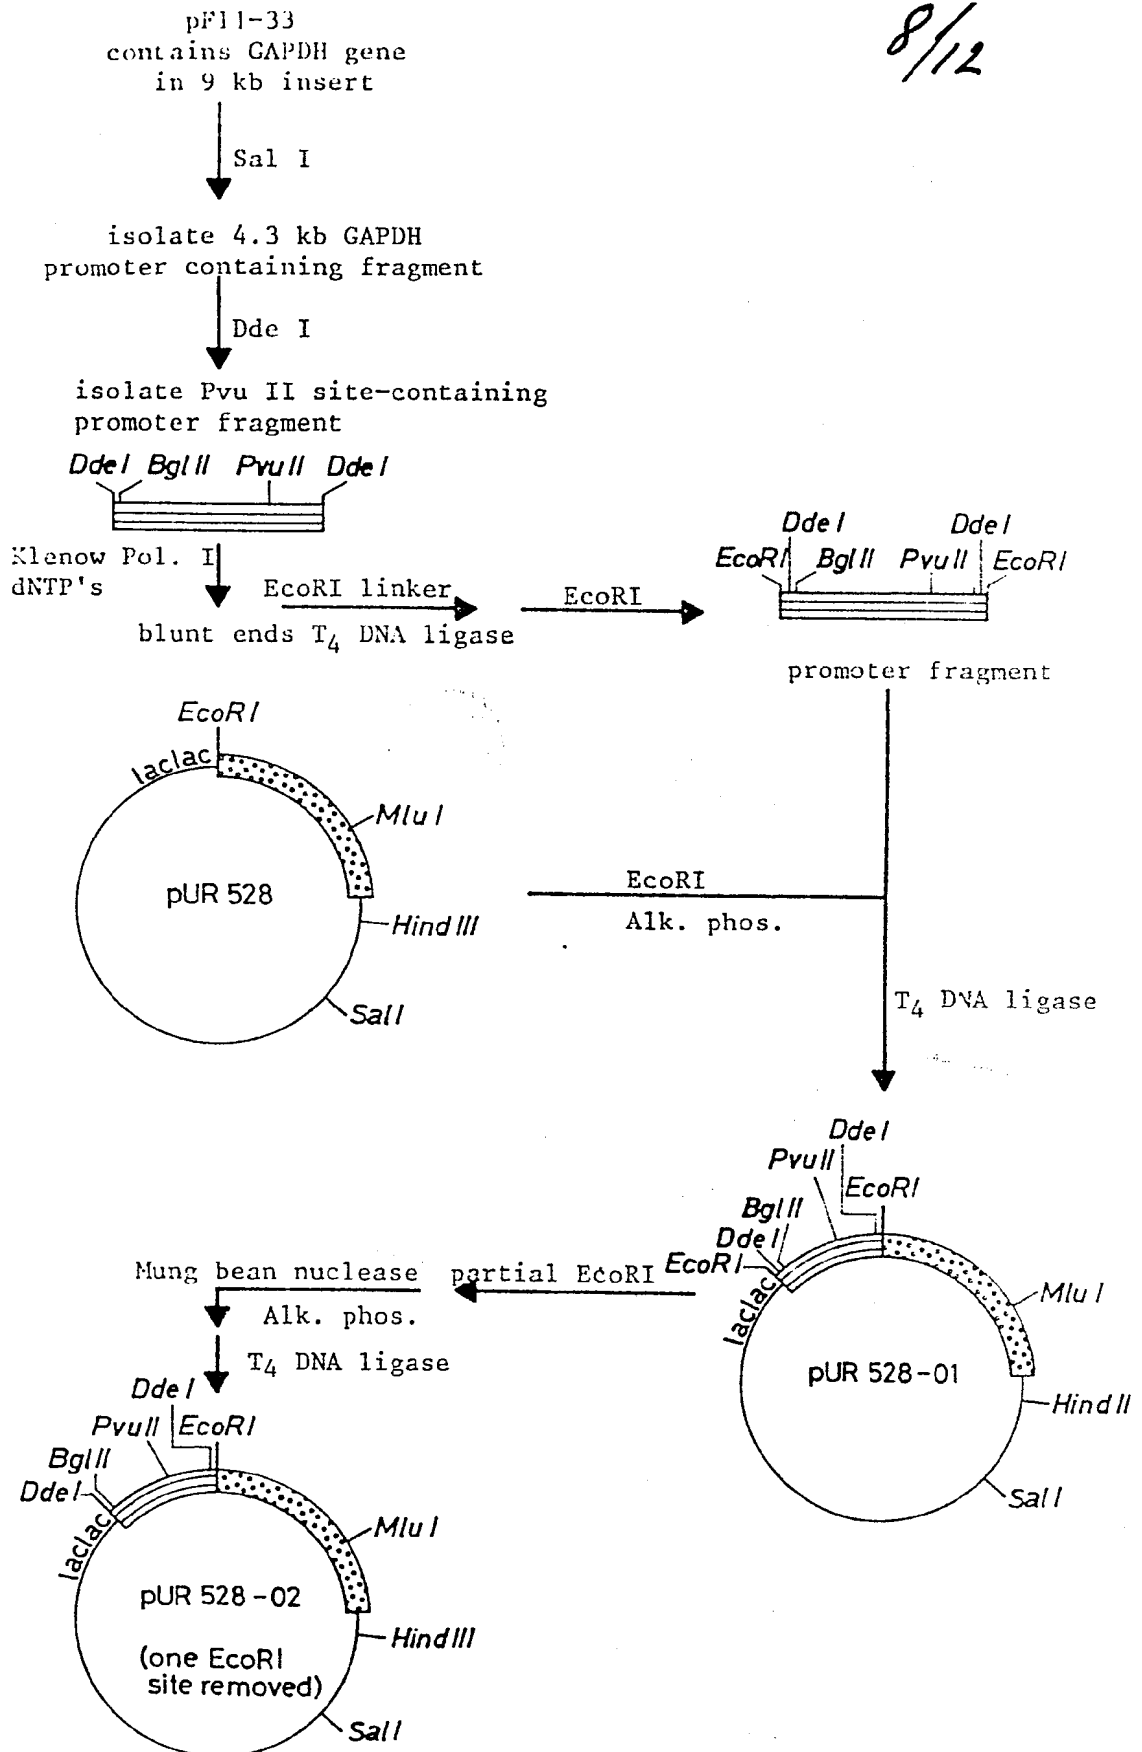 8/12
pF11-33
contains GAPDH gene
in 9 kb insert
Sal I
isolate 4.3 kb GAPDH
promoter containing fragment
Dde I
isolate Pvu II site-containing
promoter fragment
DdeI BglII PvuII DdeI
Klenow Pol. I
dNTP's
EcoRI linker
blunt ends T4 DNA ligase
EcoRI
DdeI DdeI
EcoRI BglII PvuII EcoRI
promoter fragment
EcoRI
laclac
MluI
pUR 528
HindIII
SalI
EcoRI
Alk. phos.
T4 DNA ligase
DdeI
PvuII
EcoRI
BglII
DdeI
EcoRI
laclac
MluI
pUR 528-01
HindII
SalI
partial EcoRI
Mung bean nuclease
Alk. phos.
T4 DNA ligase
DdeI
PvuII EcoRI
BglII
DdeI
laclac
MluI
pUR 528-02
HindIII
(one EcoRI
site removed)
SalI